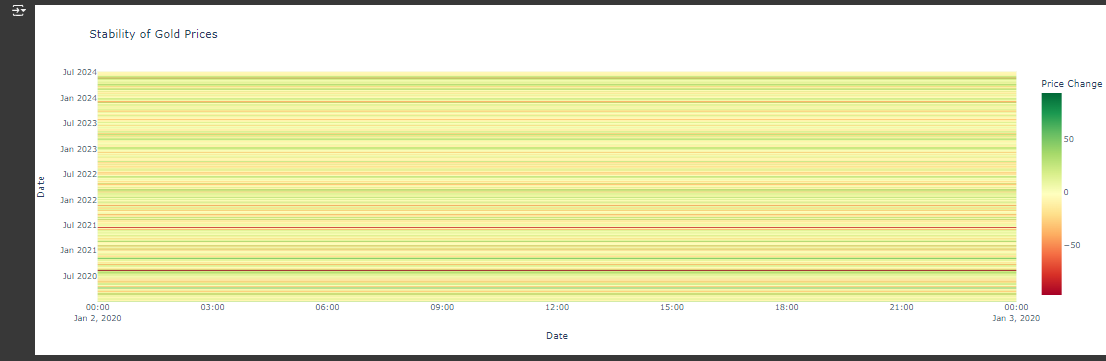 Stability of Gold Prices
Price Change
Jul 2024
Jan 2024
Jul 2023
Jan 2023
Jul 2022
Jan 2022
Jul 2021
Jan 2021
Jul 2020
Date
50
0
−50
00:00 03:00 06:00 09:00 12:00 15:00 18:00 21:00 00:00
Jan 2, 2020 Jan 3, 2020
Date